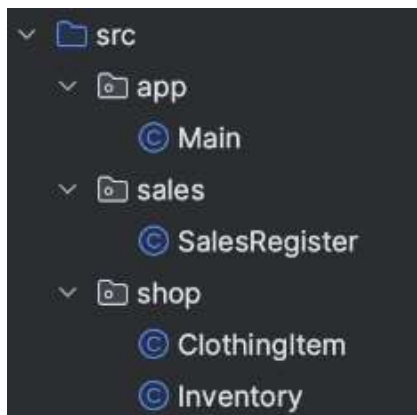 src
app
Main
sales
SalesRegister
shop
ClothingItem
Inventory